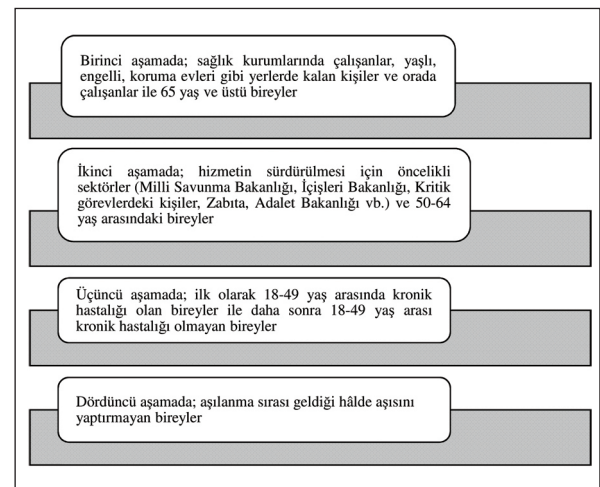 Birinci aşamada; sağlık kurumlarında çalışanlar, yaşlı,
engelli, koruma evleri gibi yerlerde kalan kişiler ve orada
çalışanlar ile 65 yaş ve üstü bireyler
İkinci aşamada; hizmetin sürdürülmesi için öncelikli
sektörler (Milli Savunma Bakanlığı, İçişleri Bakanlığı, Kritik
görevlerdeki kişiler, Zabıta, Adalet Bakanlığı vb.) ve 50-64
yaş arasındaki bireyler
Üçüncü aşamada; ilk olarak 18-49 yaş arasında kronik
hastalığı olan bireyler ile daha sonra 18-49 yaş arası
kronik hastalığı olmayan bireyler
Dördüncü aşamada; aşılanma sırası geldiği hâlde aşısını
yaptırmayan bireyler